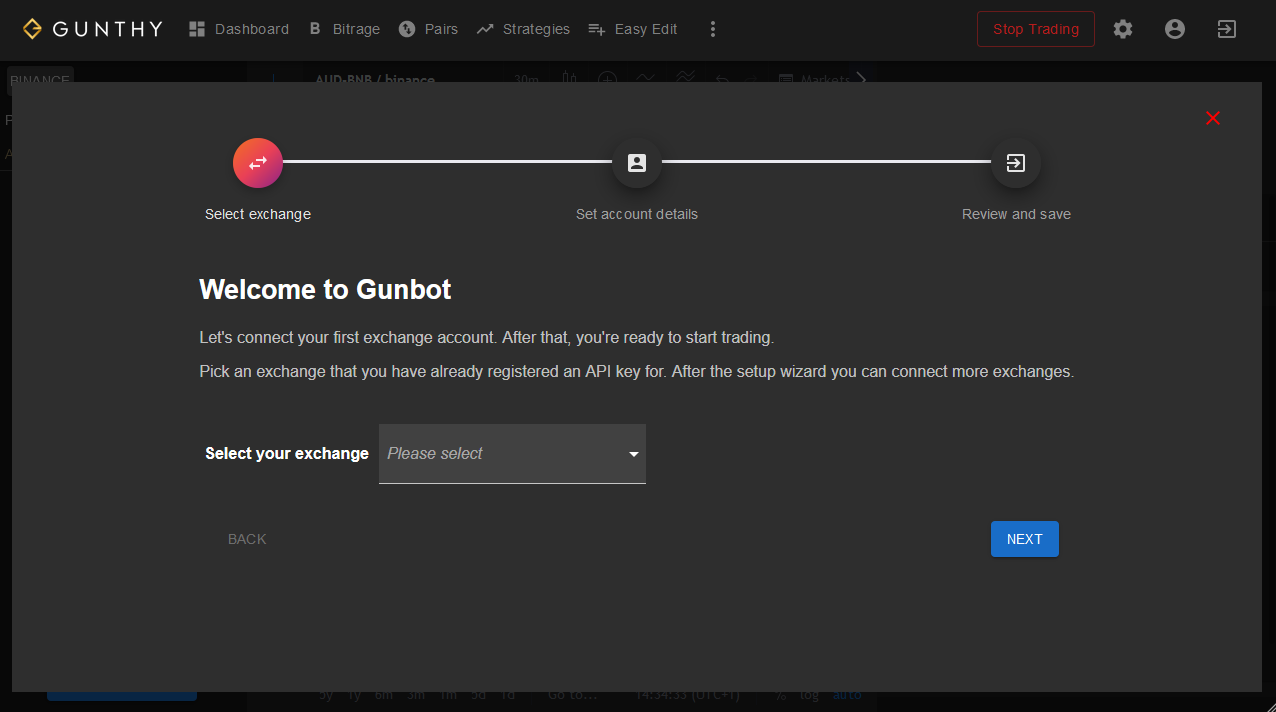 GUNTHY Dashboard B Bitrage Pairs Strategies Easy Edit Stop Trading
BINANCE AUD-BNB / binance 30m Markets
Select exchange Set account details Review and save
Welcome to Gunbot
Let's connect your first exchange account. After that, you're ready to start trading.
Pick an exchange that you have already registered an API key for. After the setup wizard you can connect more exchanges.
Select your exchange Please select
BACK NEXT
5y 1y 6m 3m 1m 5d 1d Go to... 14:34:33 (UTC+1) % log auto